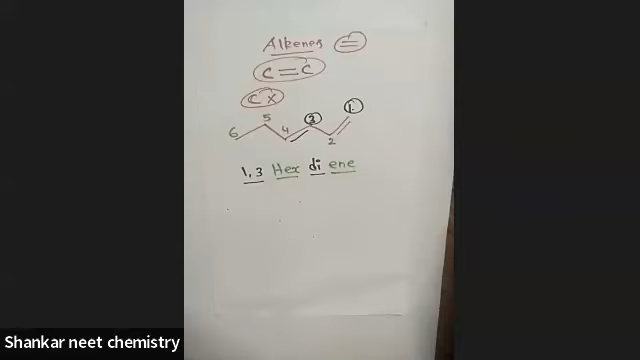 Alkenes =
C=C
C X
6 5 4 3 2 1
1,3 Hex di ene
Shankar neet chemistry